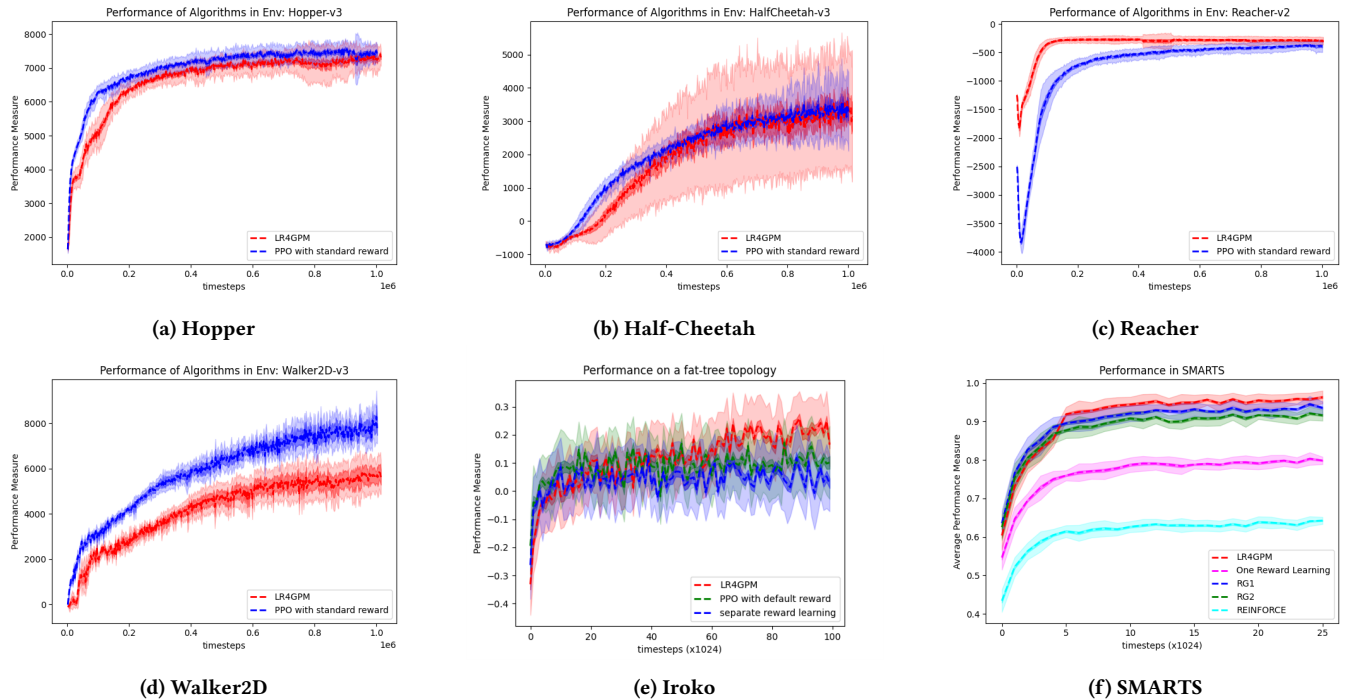 Performance of Algorithms in Env: Hopper-v3
Performance Measure
8000
7000
6000
5000
4000
3000
2000
LR4GPM
PPO with standard reward
0.0 0.2 0.4 0.6 0.8 1.0
1e6
timesteps
(a) Hopper
Performance of Algorithms in Env: HalfCheetah-v3
Performance Measure
5000
4000
3000
2000
1000
0
−1000
LR4GPM
PPO with standard reward
0.0 0.2 0.4 0.6 0.8 1.0
1e6
timesteps
(b) Half-Cheetah
Performance of Algorithms in Env: Reacher-v2
Performance Measure
0
−500
−1000
−1500
−2000
−2500
−3000
−3500
−4000
LR4GPM
PPO with standard reward
0.0 0.2 0.4 0.6 0.8 1.0
1e6
timesteps
(c) Reacher
Performance of Algorithms in Env: Walker2D-v3
Performance Measure
8000
6000
4000
2000
0
LR4GPM
PPO with standard reward
0.0 0.2 0.4 0.6 0.8 1.0
1e6
timesteps
(d) Walker2D
Performance on a fat-tree topology
Performance Measure
0.3
0.2
0.1
0.0
−0.1
−0.2
−0.3
−0.4
LR4GPM
PPO with default reward
separate reward learning
0 20 40 60 80 100
timesteps (x1024)
(e) Iroko
Performance in SMARTS
Average Performance Measure
1.0
0.9
0.8
0.7
0.6
0.5
0.4
LR4GPM
One Reward Learning
RG1
RG2
REINFORCE
0 5 10 15 20 25
timesteps (x1024)
(f) SMARTS